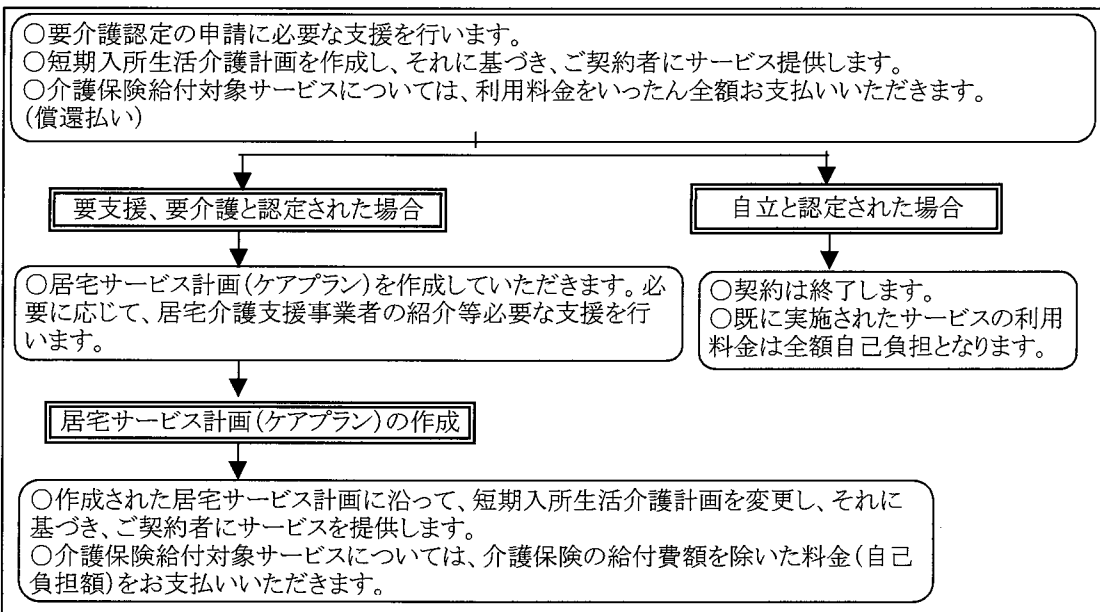 ○要介護認定の申請に必要な支援を行います。
○短期入所生活介護計画を作成し、それに基づき、ご契約者にサービス提供します。
○介護保険給付対象サービスについては、利用料金をいったん全額お支払いいただきます。
(償還払い)
要支援、要介護と認定された場合
自立と認定された場合
○居宅サービス計画(ケアプラン)を作成していただきます。必
要に応じて、居宅介護支援事業者の紹介等必要な支援を行
います。
○契約は終了します。
○既に実施されたサービスの利用
料金は全額自己負担となります。
居宅サービス計画(ケアプラン)の作成
○作成された居宅サービス計画に沿って、短期入所生活介護計画を変更し、それに
基づき、ご契約者にサービスを提供します。
○介護保険給付対象サービスについては、介護保険の給付費額を除いた料金(自己
負担額)をお支払いいただきます。